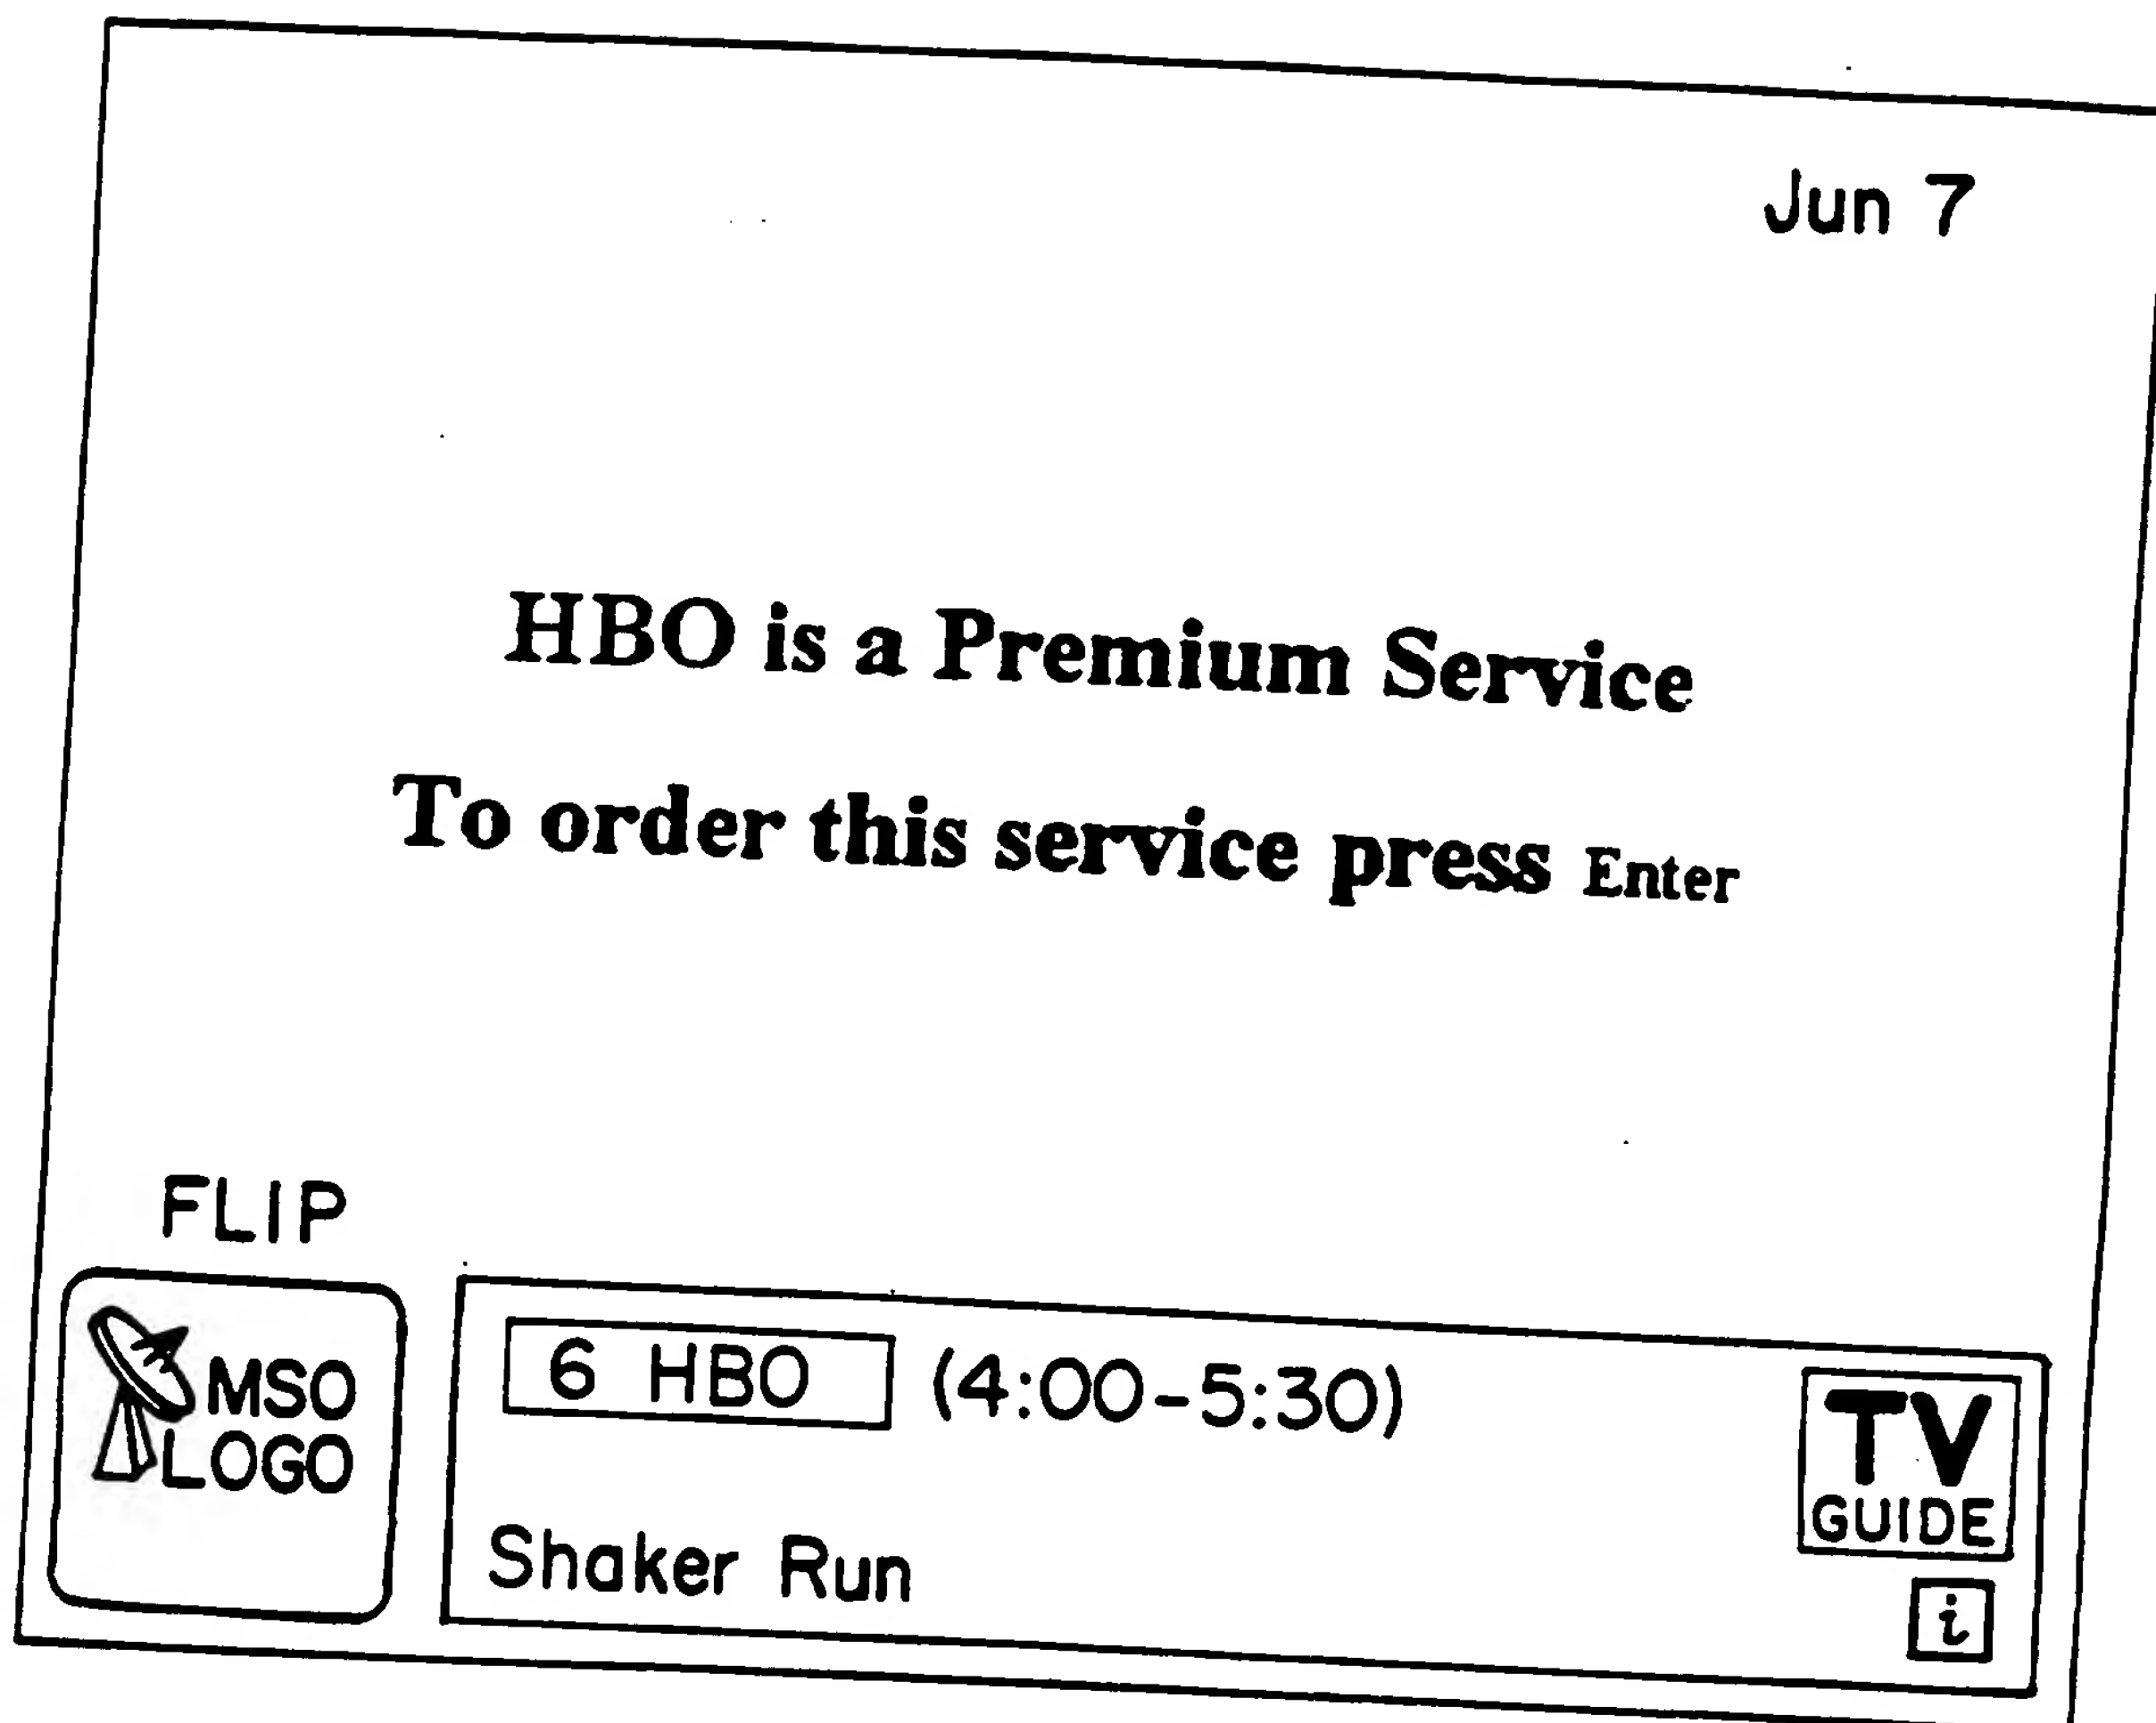 Jun 7
HBO is a Premium Service
To order this service press Enter
FLIP
MSO
LOGO
6 HBO (4:00-5:30)
Shaker Run
TV
GUIDE
i